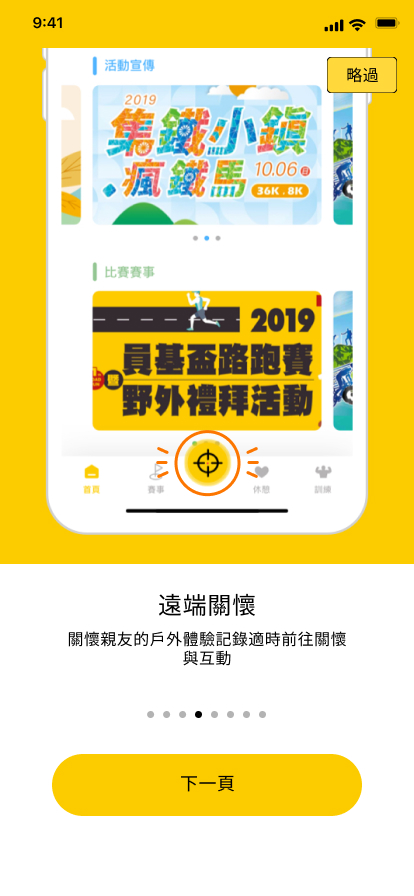 9:41
略過
活動宣傳
2019
集鐵小鎮
瘋鐵馬
10.06 日
36K . 8K
比賽賽事
2019
員基盃路跑賽
野外禮拜活動
首頁
賽事
休憩
訓練
遠端關懷
關懷親友的戶外體驗記錄適時前往關懷
與互動
下一頁